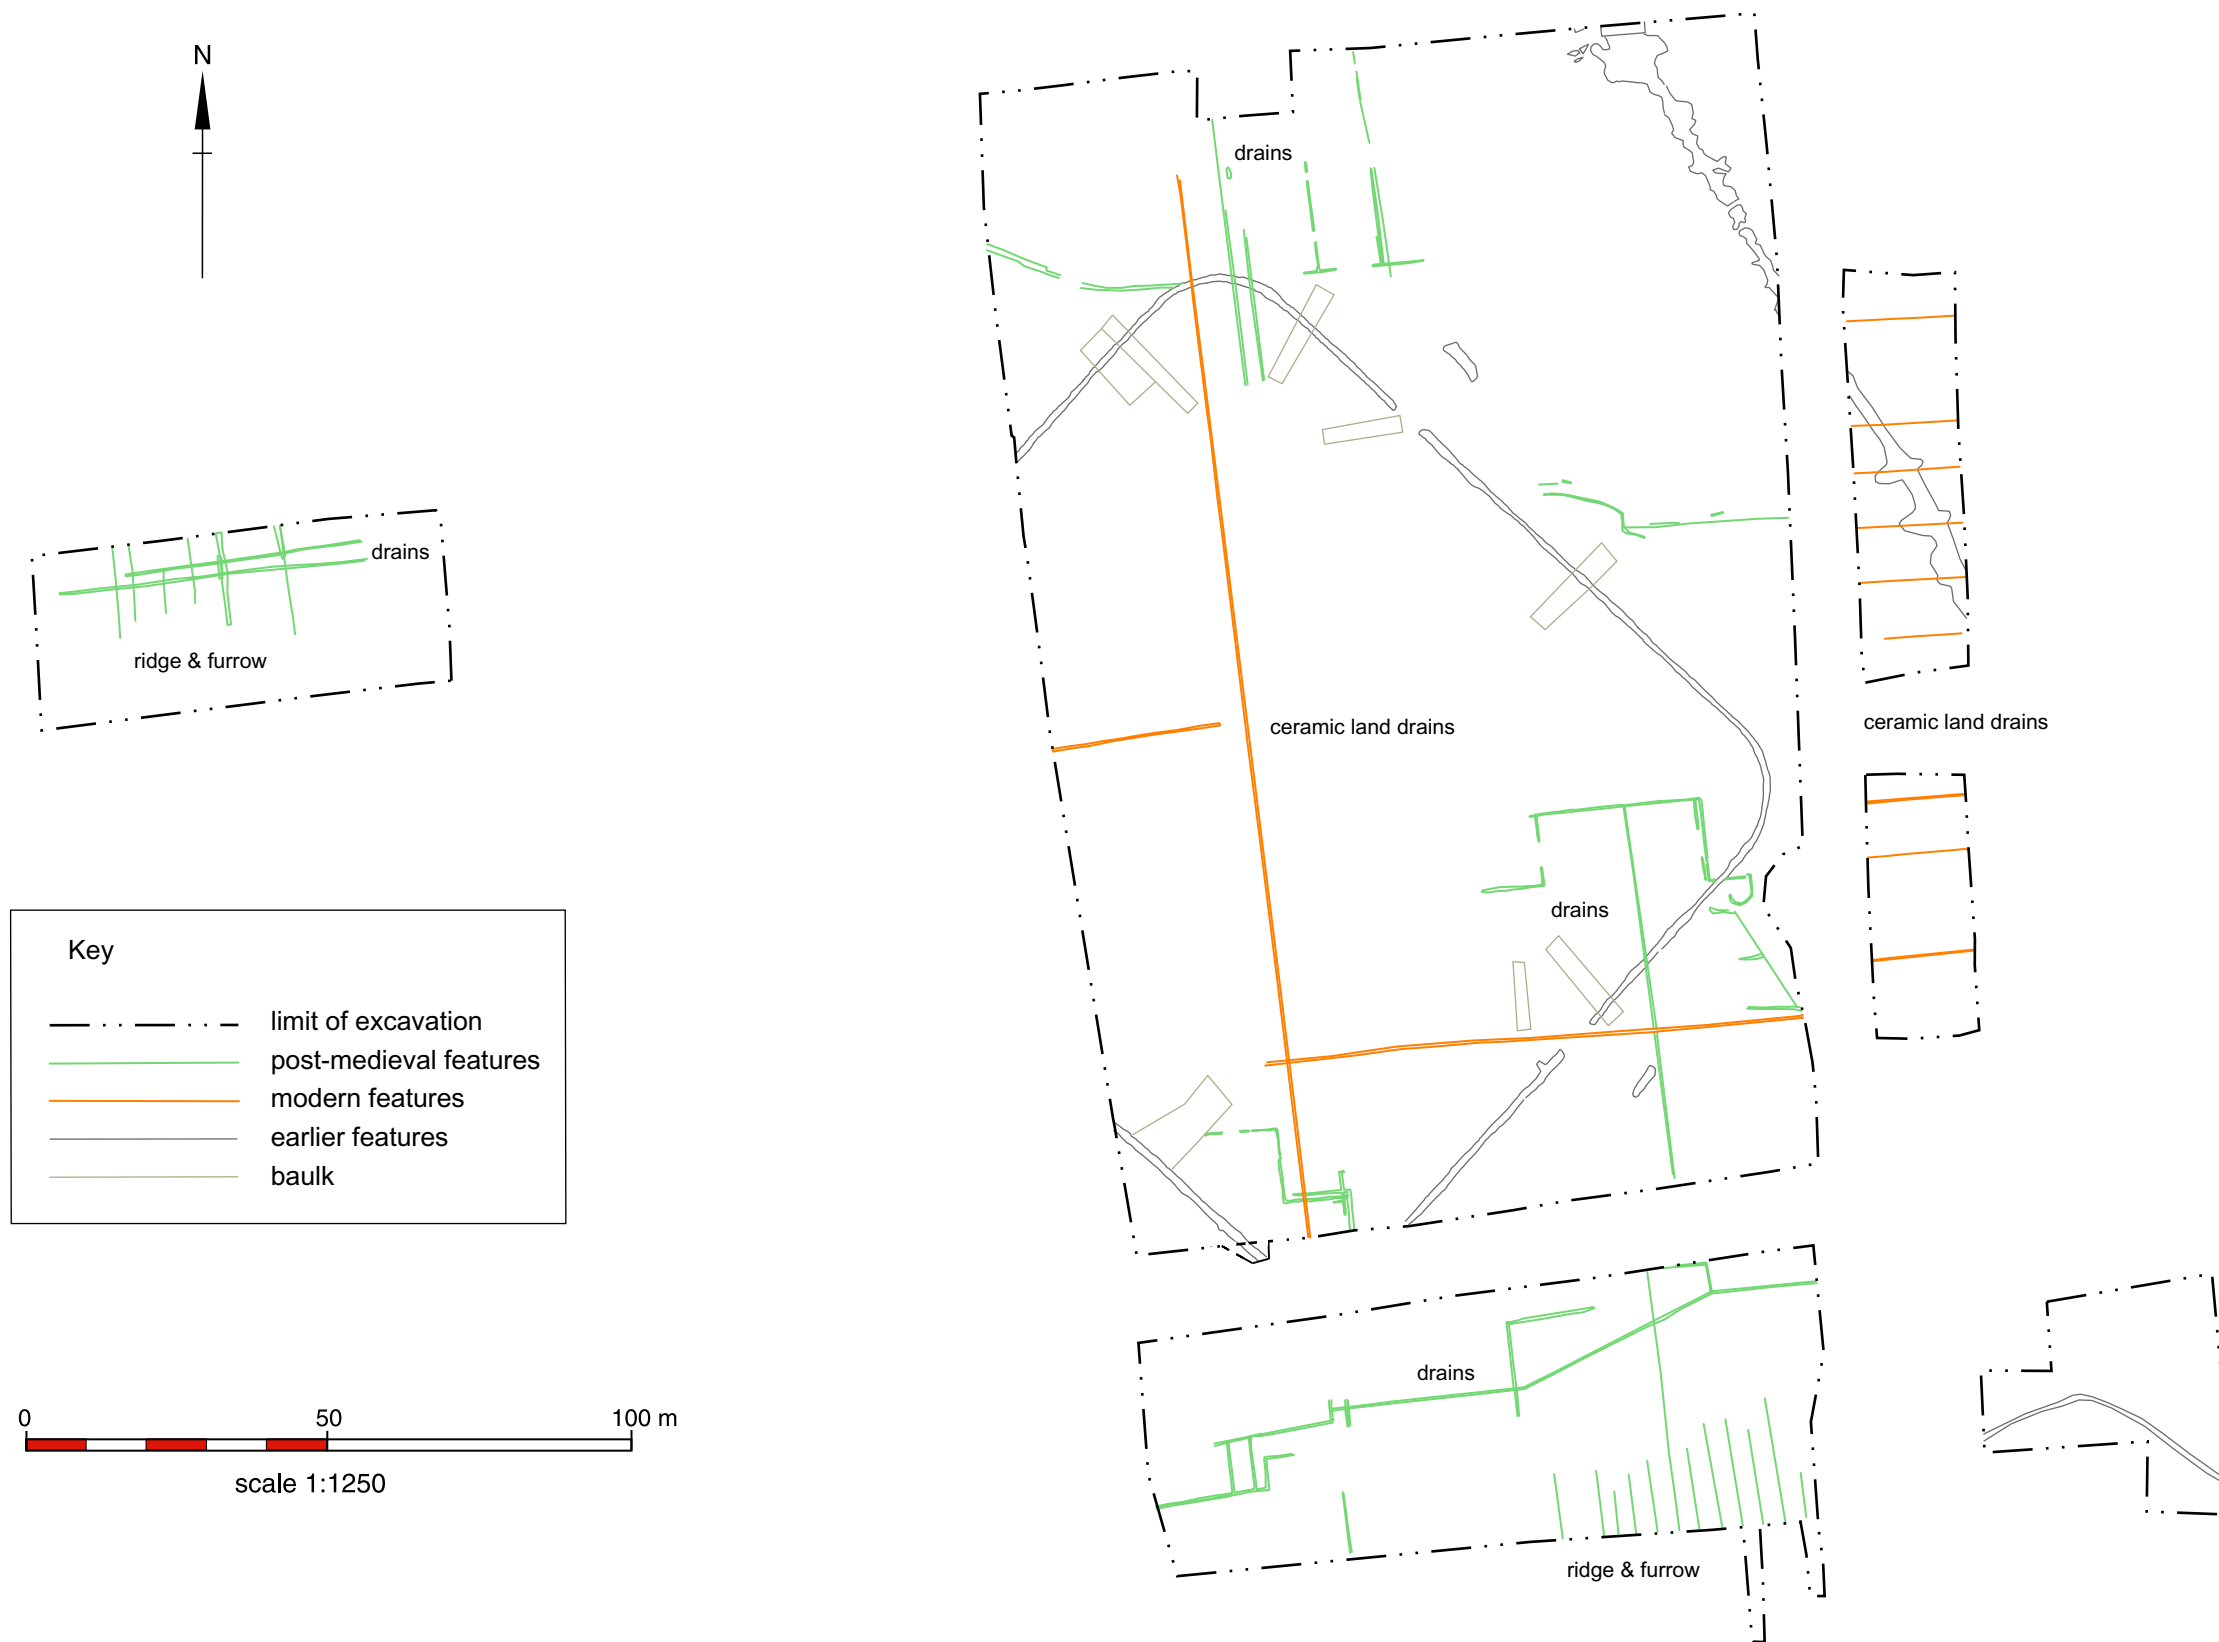 N
drains
drains
ridge & furrow
ceramic land drains
ceramic land drains
drains
Key
limit of excavation
post-medieval features
modern features
earlier features
baulk
drains
0 50 100 m
scale 1:1250
ridge & furrow